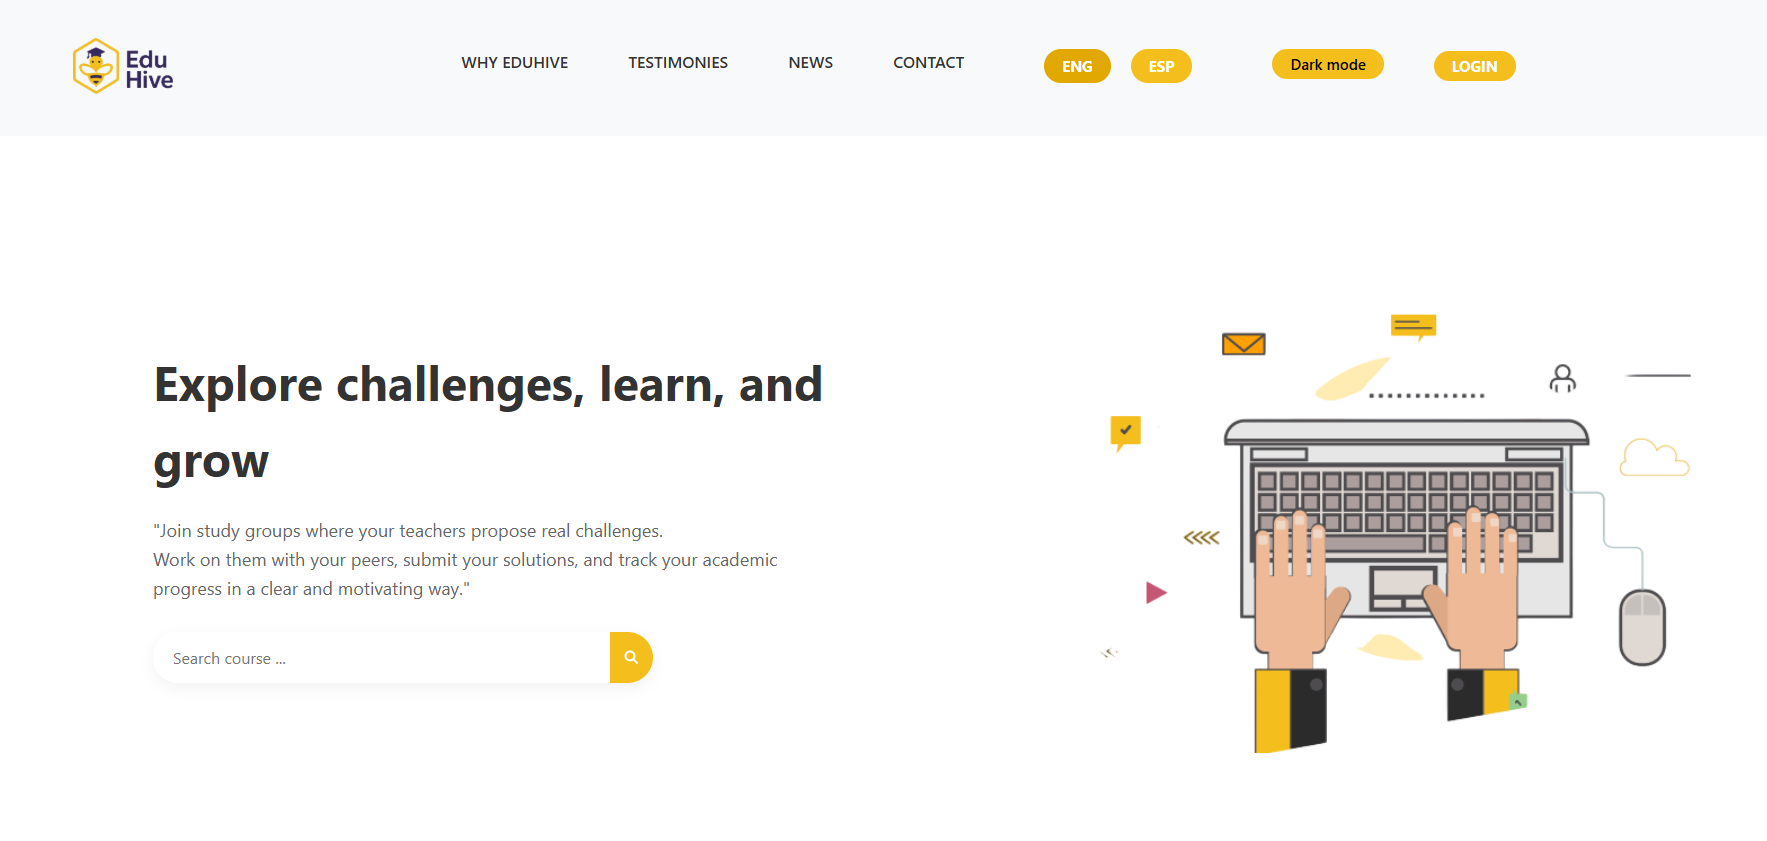 Edu
Hive
WHY EDUHIVE
TESTIMONIES
NEWS
CONTACT
ENG
ESP
Dark mode
LOGIN
Explore challenges, learn, and
grow
"Join study groups where your teachers propose real challenges.
Work on them with your peers, submit your solutions, and track your academic
progress in a clear and motivating way."
Search course ...